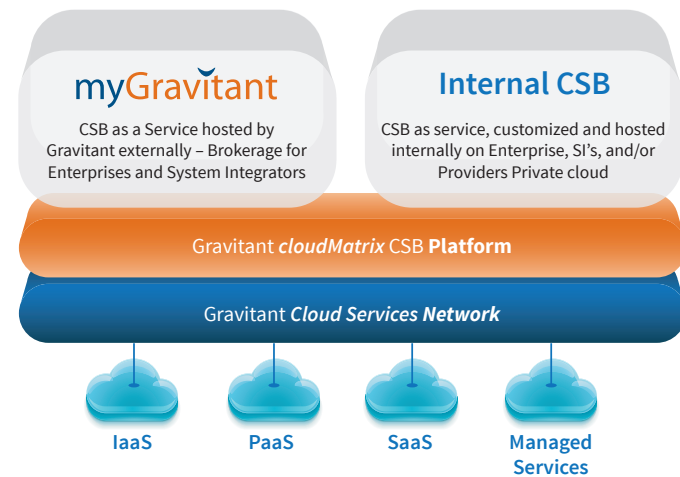 myGravitant
CSB as a Service hosted by
Gravitant externally – Brokerage for
Enterprises and System Integrators
Internal CSB
CSB as service, customized and hosted
internally on Enterprise, SI's, and/or
Providers Private cloud
Gravitant cloudMatrix CSB Platform
Gravitant Cloud Services Network
IaaS
PaaS
SaaS
Managed
Services